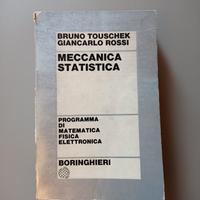 BRUNO TOUSCHEK
GIANCARLO ROSSI
MECCANICA
STATISTICA
PROGRAMMA
DI
MATEMATICA
FISICA
ELETTRONICA
BORINGHIERI